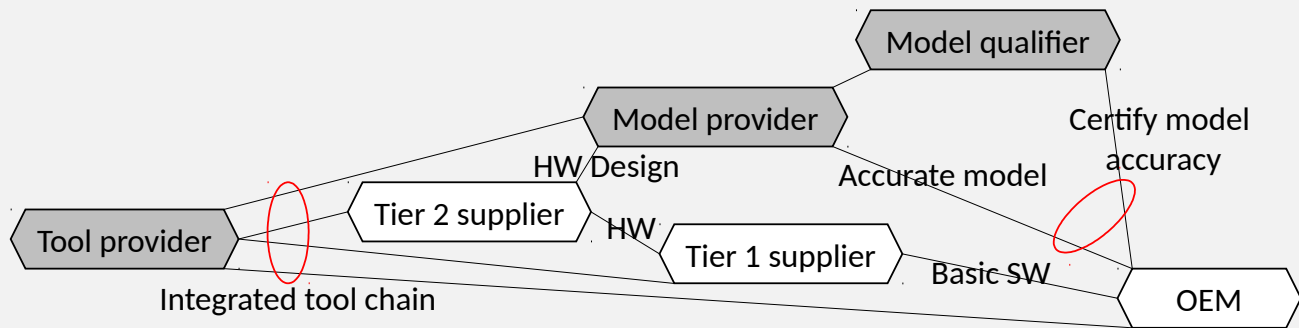 Model qualifier
Model provider
Certify model
accuracy
HW Design
Accurate model
Tier 2 supplier
HW
Tool provider
Tier 1 supplier
Basic SW
Integrated tool chain
OEM